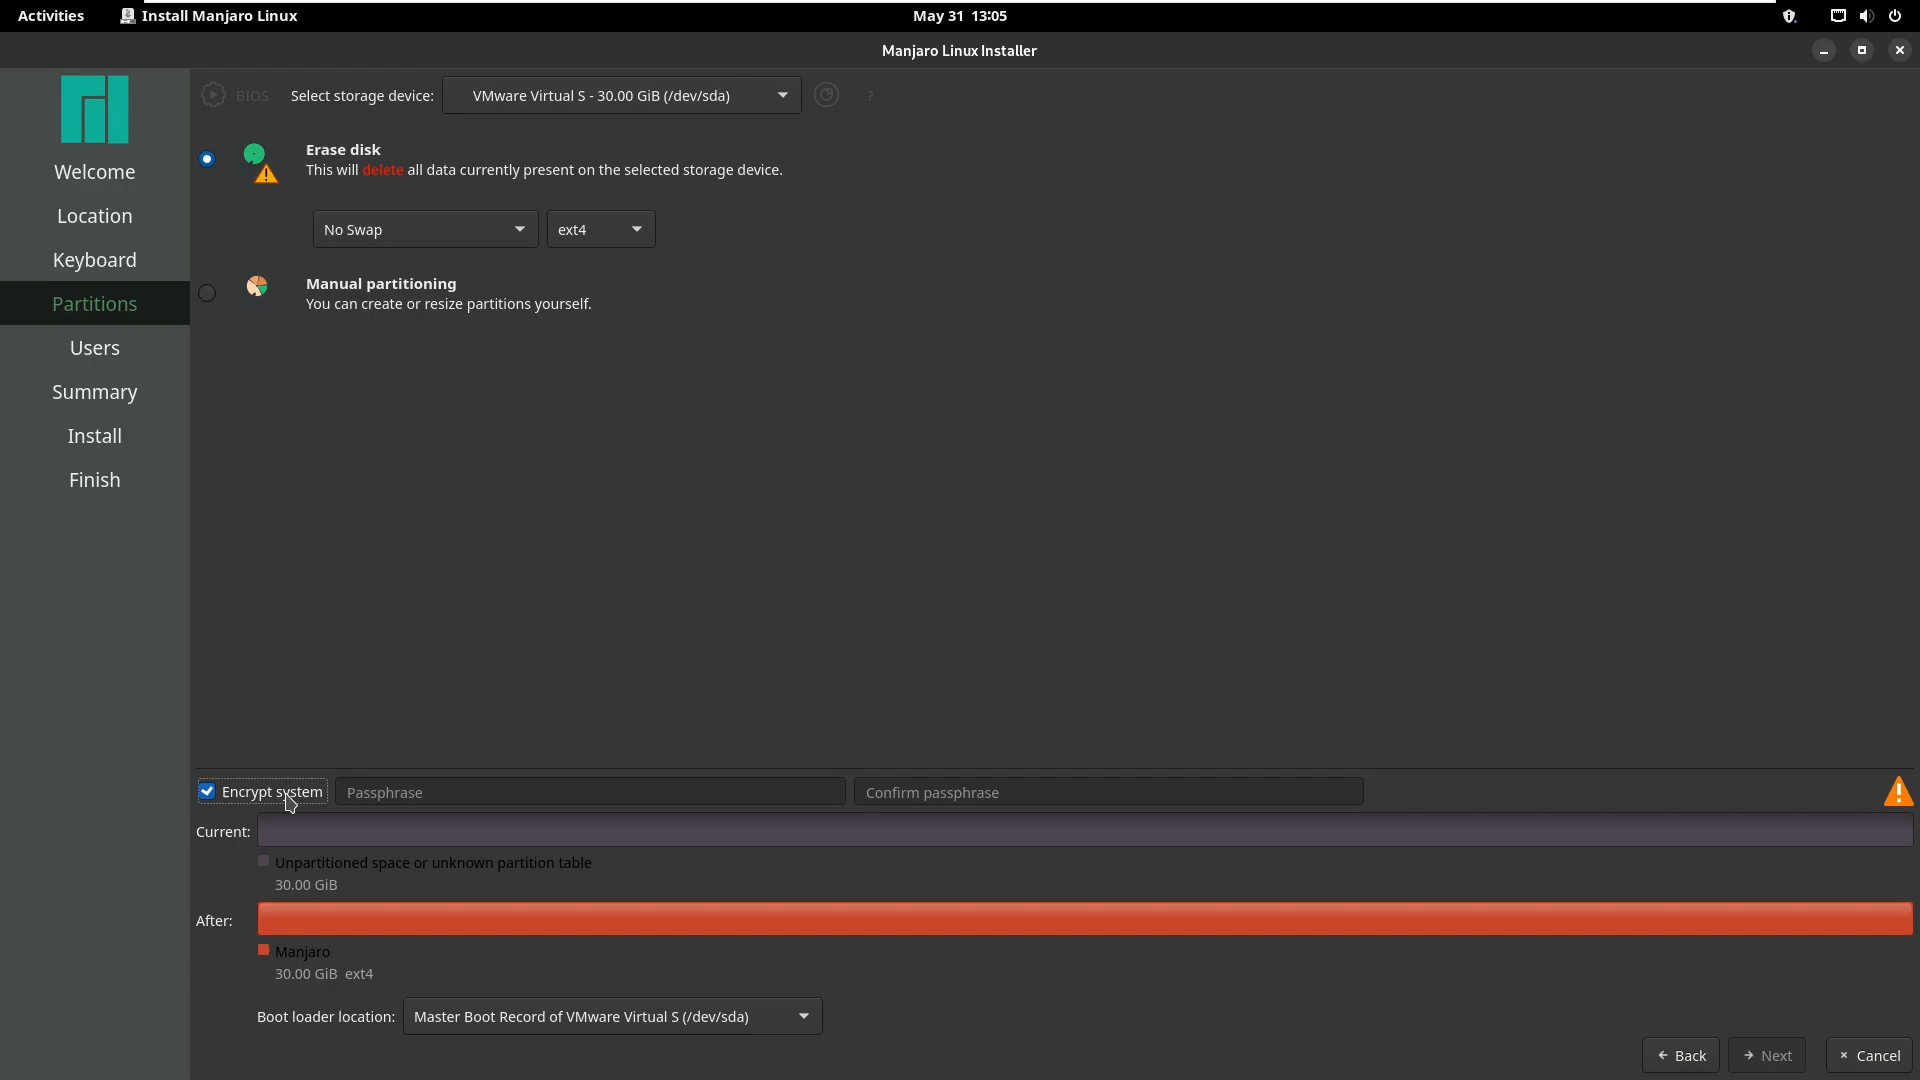 Activities
Install Manjaro Linux
May 31 13:05
Manjaro Linux Installer
BIOS
Select storage device:
VMware Virtual S - 30.00 GiB (/dev/sda)
?
Welcome
Location
Keyboard
Partitions
Users
Summary
Install
Finish
Erase disk
This will delete all data currently present on the selected storage device.
No Swap
ext4
Manual partitioning
You can create or resize partitions yourself.
Encrypt system
Passphrase
Confirm passphrase
Current:
Unpartitioned space or unknown partition table
30.00 GiB
After:
Manjaro
30.00 GiB ext4
Boot loader location:
Master Boot Record of VMware Virtual S (/dev/sda)
Back
Next
Cancel